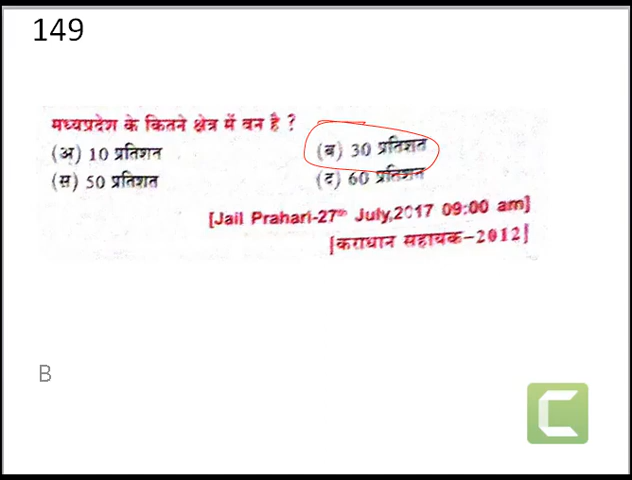 149
मध्यप्रदेश के कितने क्षेत्र में वन है ?
(अ) 10 प्रतिशत (ब) 30 प्रतिशत
(स) 50 प्रतिशत (द) 60 प्रतिशत
[Jail Prahari-27th July,2017 09:00 am]
[कराधान सहायक-2012]
B